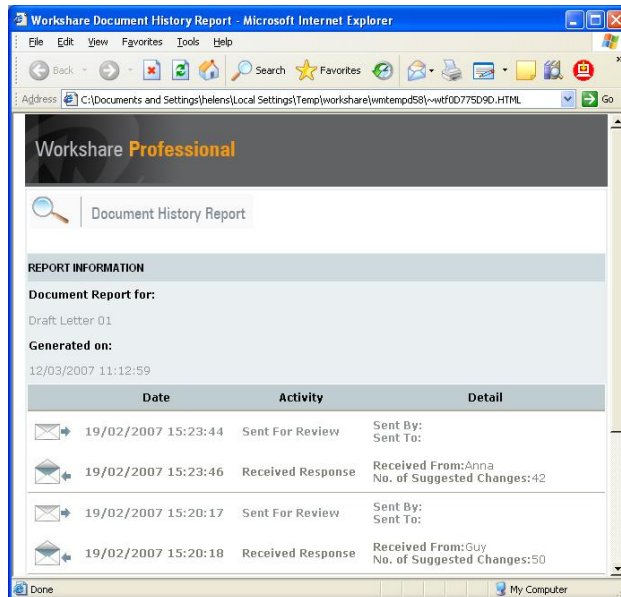 Workshare Document History Report - Microsoft Internet Explorer
File Edit View Favorites Tools Help
Back Search Favorites
Address C:\Documents and Settings\helens\Local Settings\Temp\workshare\wmtempd58\~wtf0D775D9D.HTML Go
Workshare Professional
Document History Report
REPORT INFORMATION
Document Report for:
Draft Letter 01
Generated on:
12/03/2007 11:12:59
Date Activity Detail
19/02/2007 15:23:44 Sent For Review Sent By:
Sent To:
19/02/2007 15:23:46 Received Response Received From:Anna
No. of Suggested Changes:42
19/02/2007 15:20:17 Sent For Review Sent By:
Sent To:
19/02/2007 15:20:18 Received Response Received From:Guy
No. of Suggested Changes:50
Done My Computer